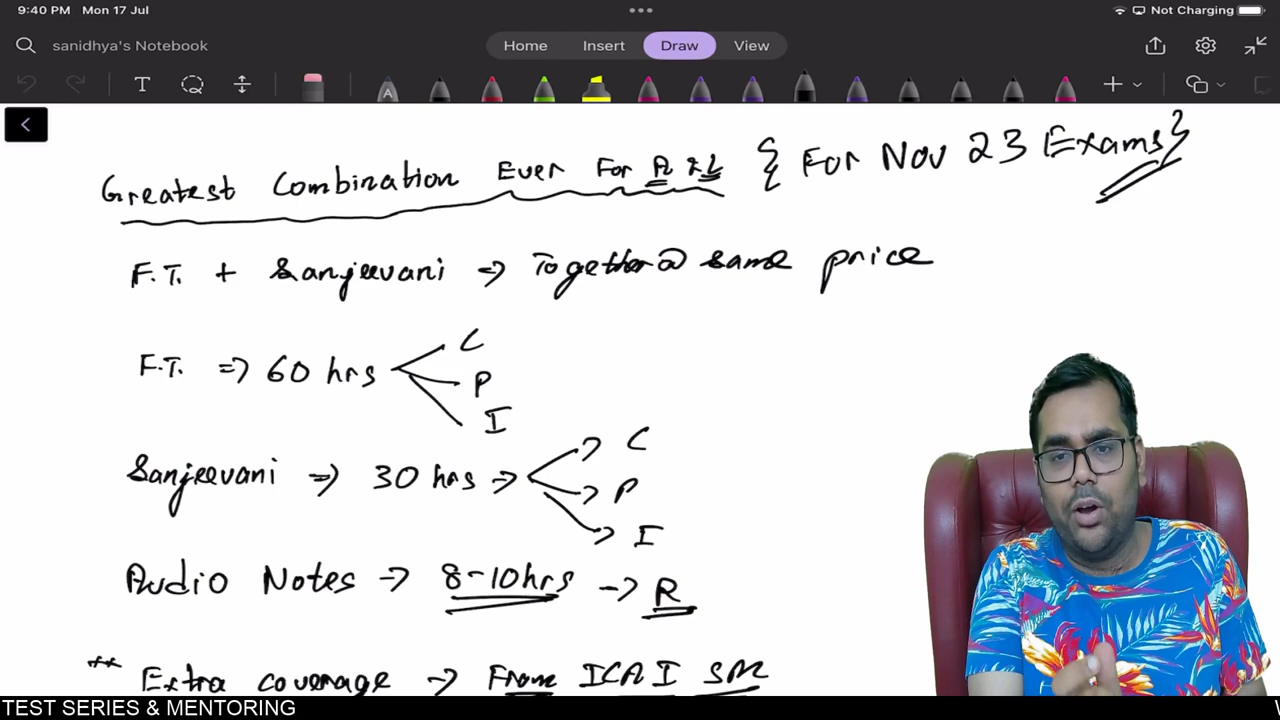 9:40 PM Mon 17 Jul
Not Charging
sanidhya's Notebook
Home Insert Draw View
T
A
Greatest Combination Ever For & L { For Nov 23 Exams }
F.T. + Sanjeevani => Together @ same price
F.T. => 60 hrs
C
P
I
Sanjeevani => 30 hrs =>
C
P
I
Audio Notes -> 8-10hrs -> R
** Extra coverage -> From ICAI SM
TEST SERIES & MENTORING